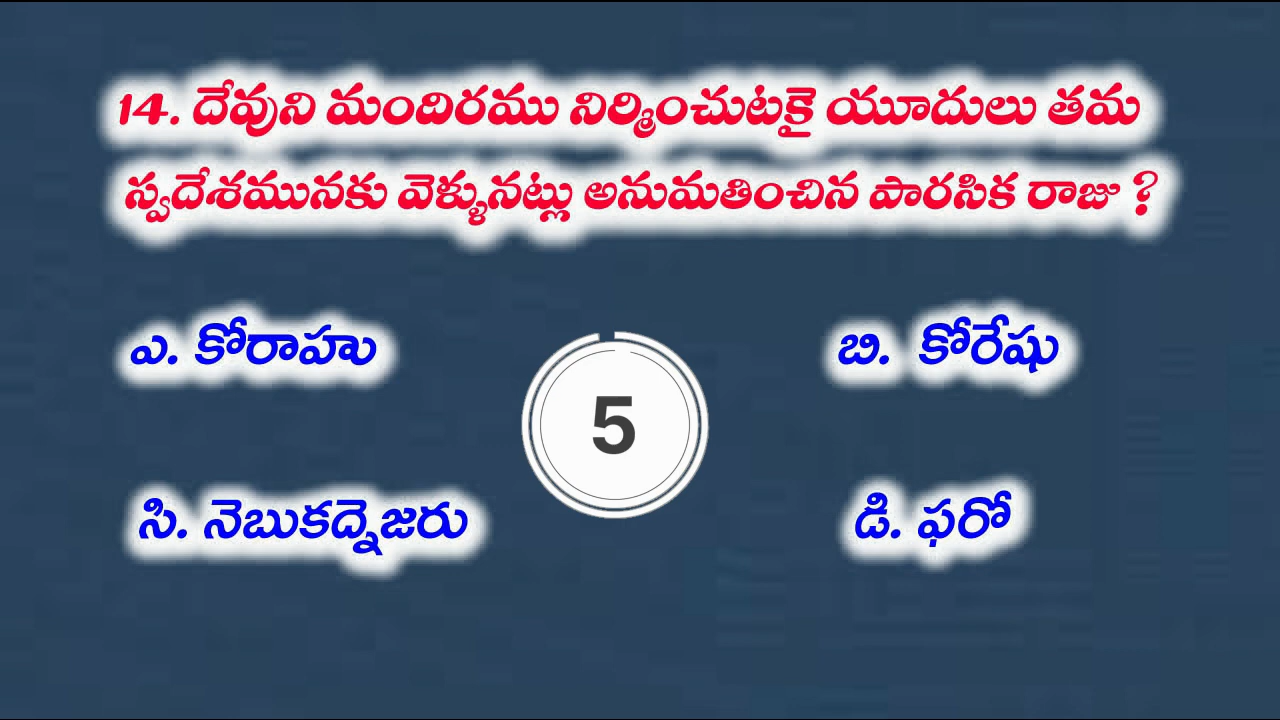 14. దేవుని మందిరము నిర్మించుటకై యూదులు తమ
స్వదేశమునకు వెళ్ళునట్లు అనుమతించిన పారసిక రాజు ?
ఎ. కోరాహు
బి. కోరేషు
5
సి. నెబుకద్నెజరు
డి. ఫరో